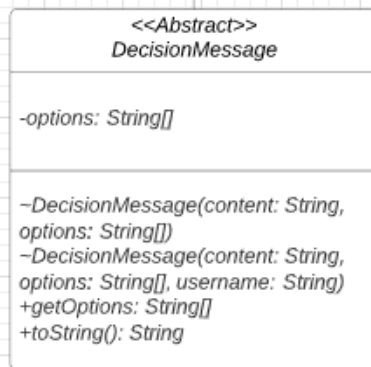 <<Abstract>>
DecisionMessage
-options: String[]
~DecisionMessage(content: String,
options: String[])
~DecisionMessage(content: String,
options: String[], username: String)
+getOptions: String[]
+toString(): String